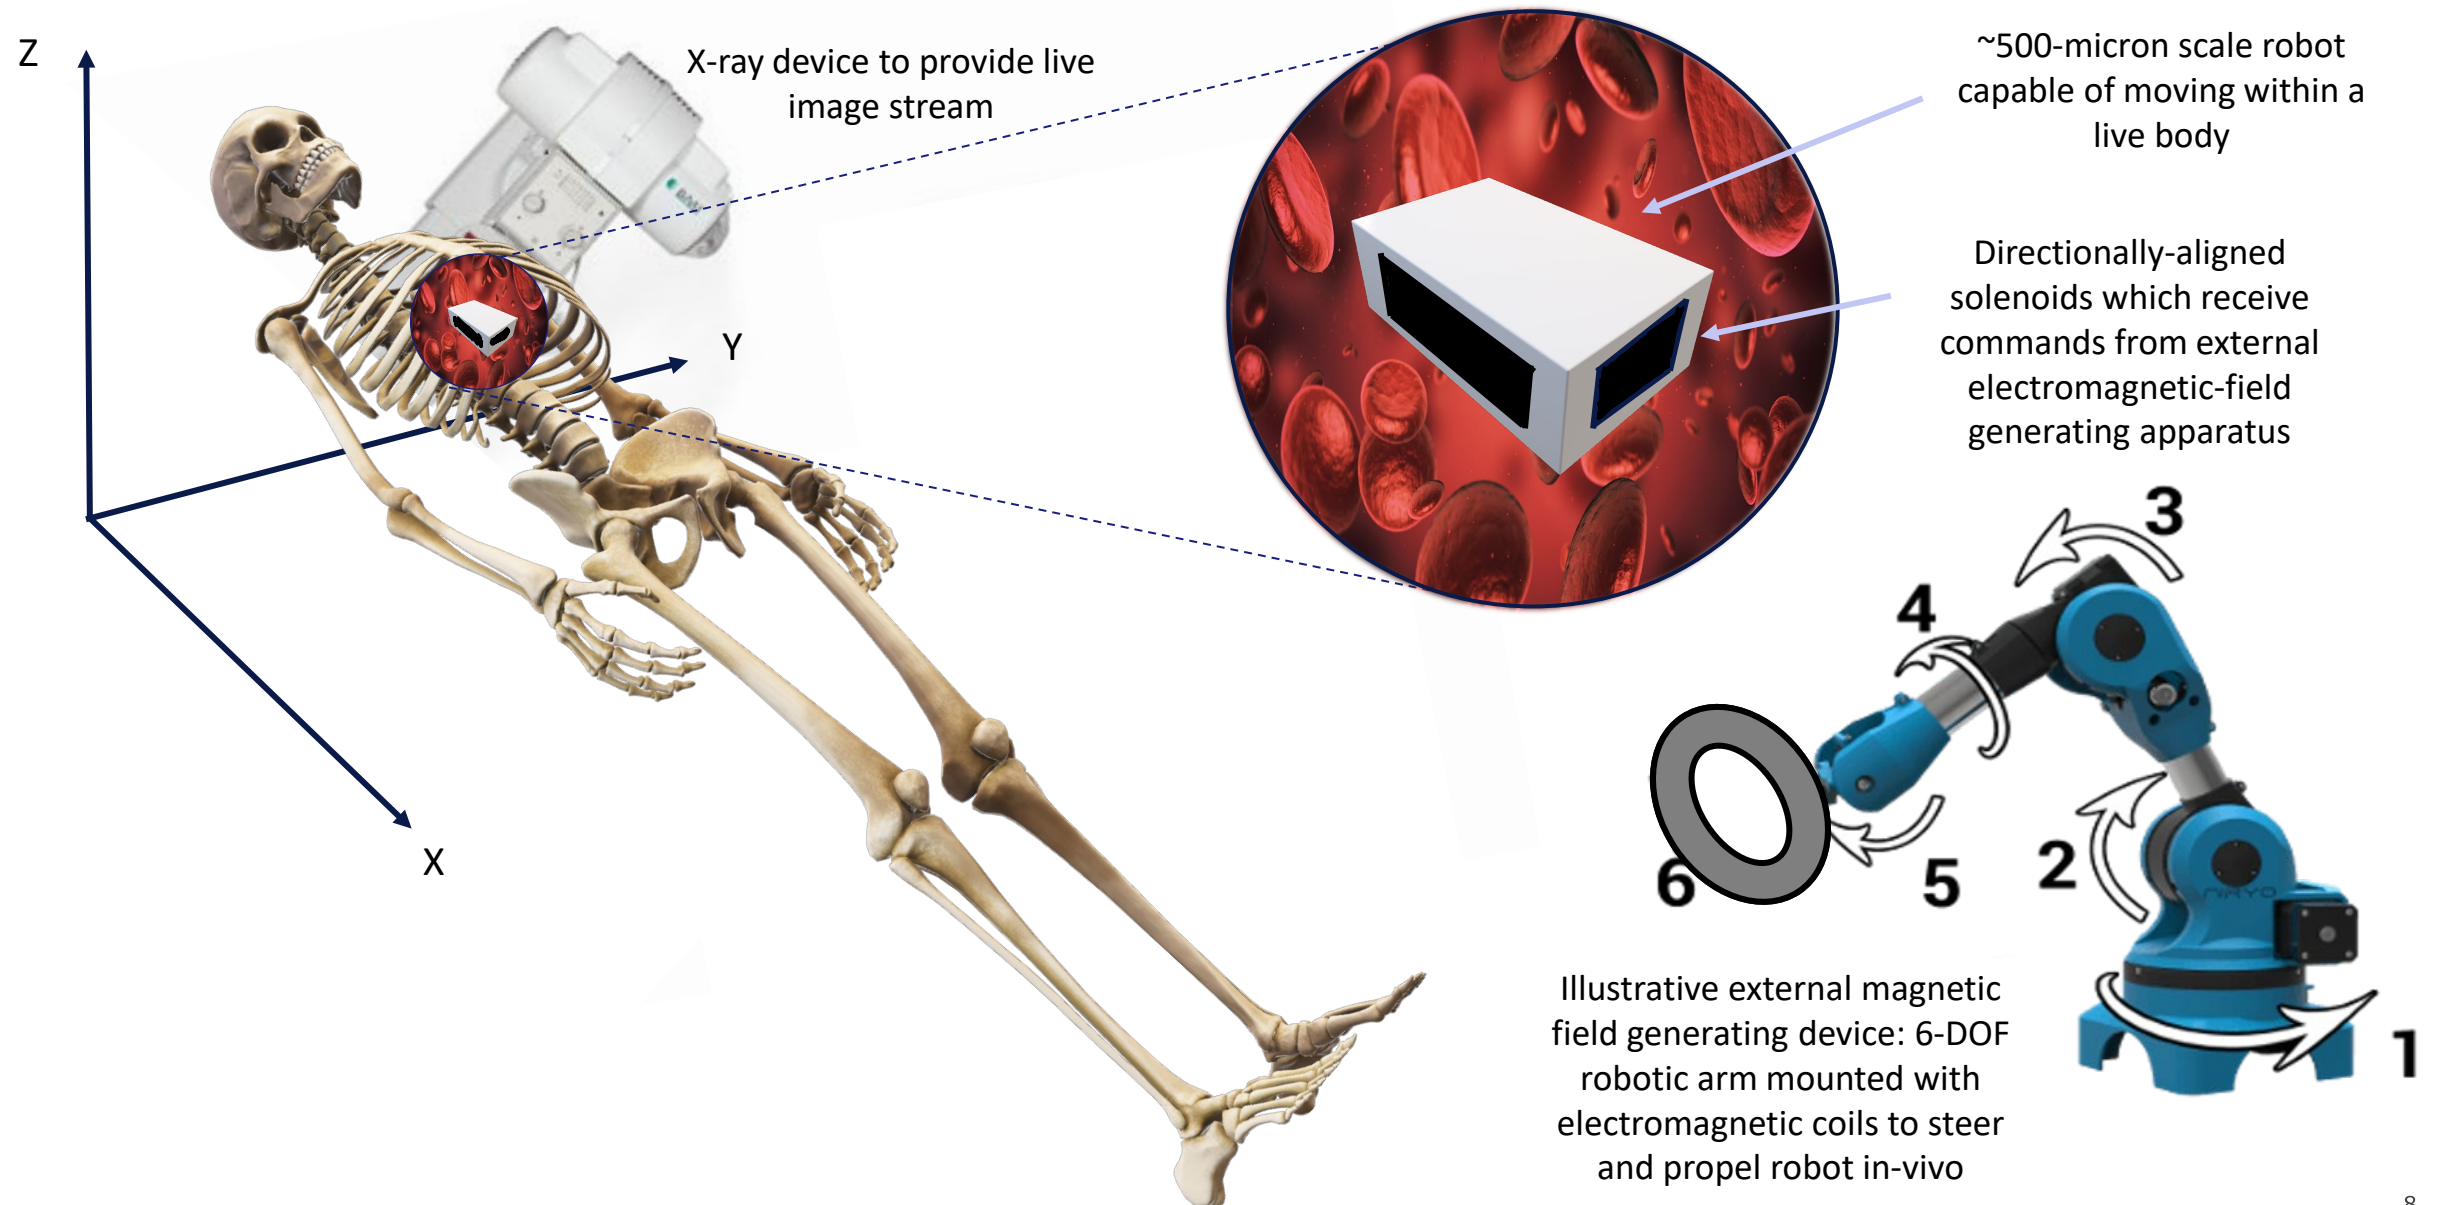 Z
X-ray device to provide live
image stream
~500-micron scale robot
capable of moving within a
live body
Directionally-aligned
solenoids which receive
commands from external
electromagnetic-field
generating apparatus
Y
X
3
4
6
5
2
NIRYO
1
Illustrative external magnetic
field generating device: 6-DOF
robotic arm mounted with
electromagnetic coils to steer
and propel robot in-vivo
8